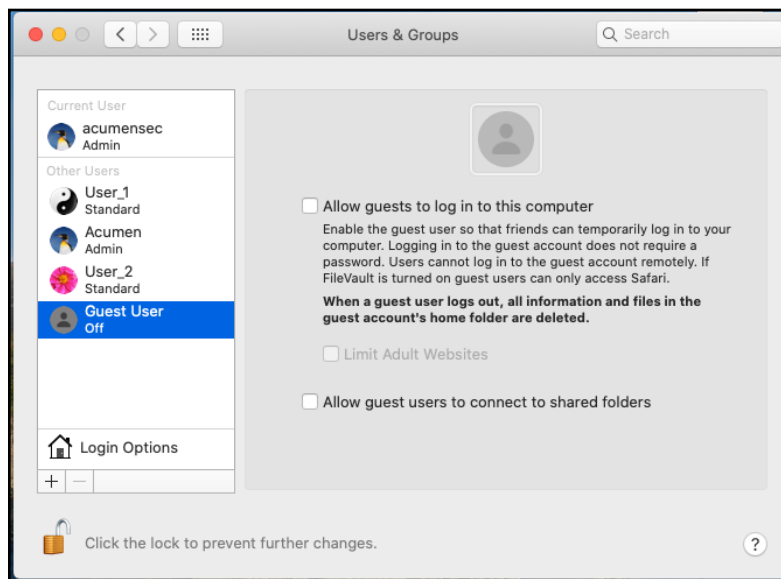 Users & Groups
Search
Current User
acumensec
Admin
Other Users
User_1
Standard
Acumen
Admin
User_2
Standard
Guest User
Off
Login Options
Allow guests to log in to this computer
Enable the guest user so that friends can temporarily log in to your
computer. Logging in to the guest account does not require a
password. Users cannot log in to the guest account remotely. If
FileVault is turned on guest users can only access Safari.
When a guest user logs out, all information and files in the
guest account's home folder are deleted.
Limit Adult Websites
Allow guest users to connect to shared folders
Click the lock to prevent further changes.
?